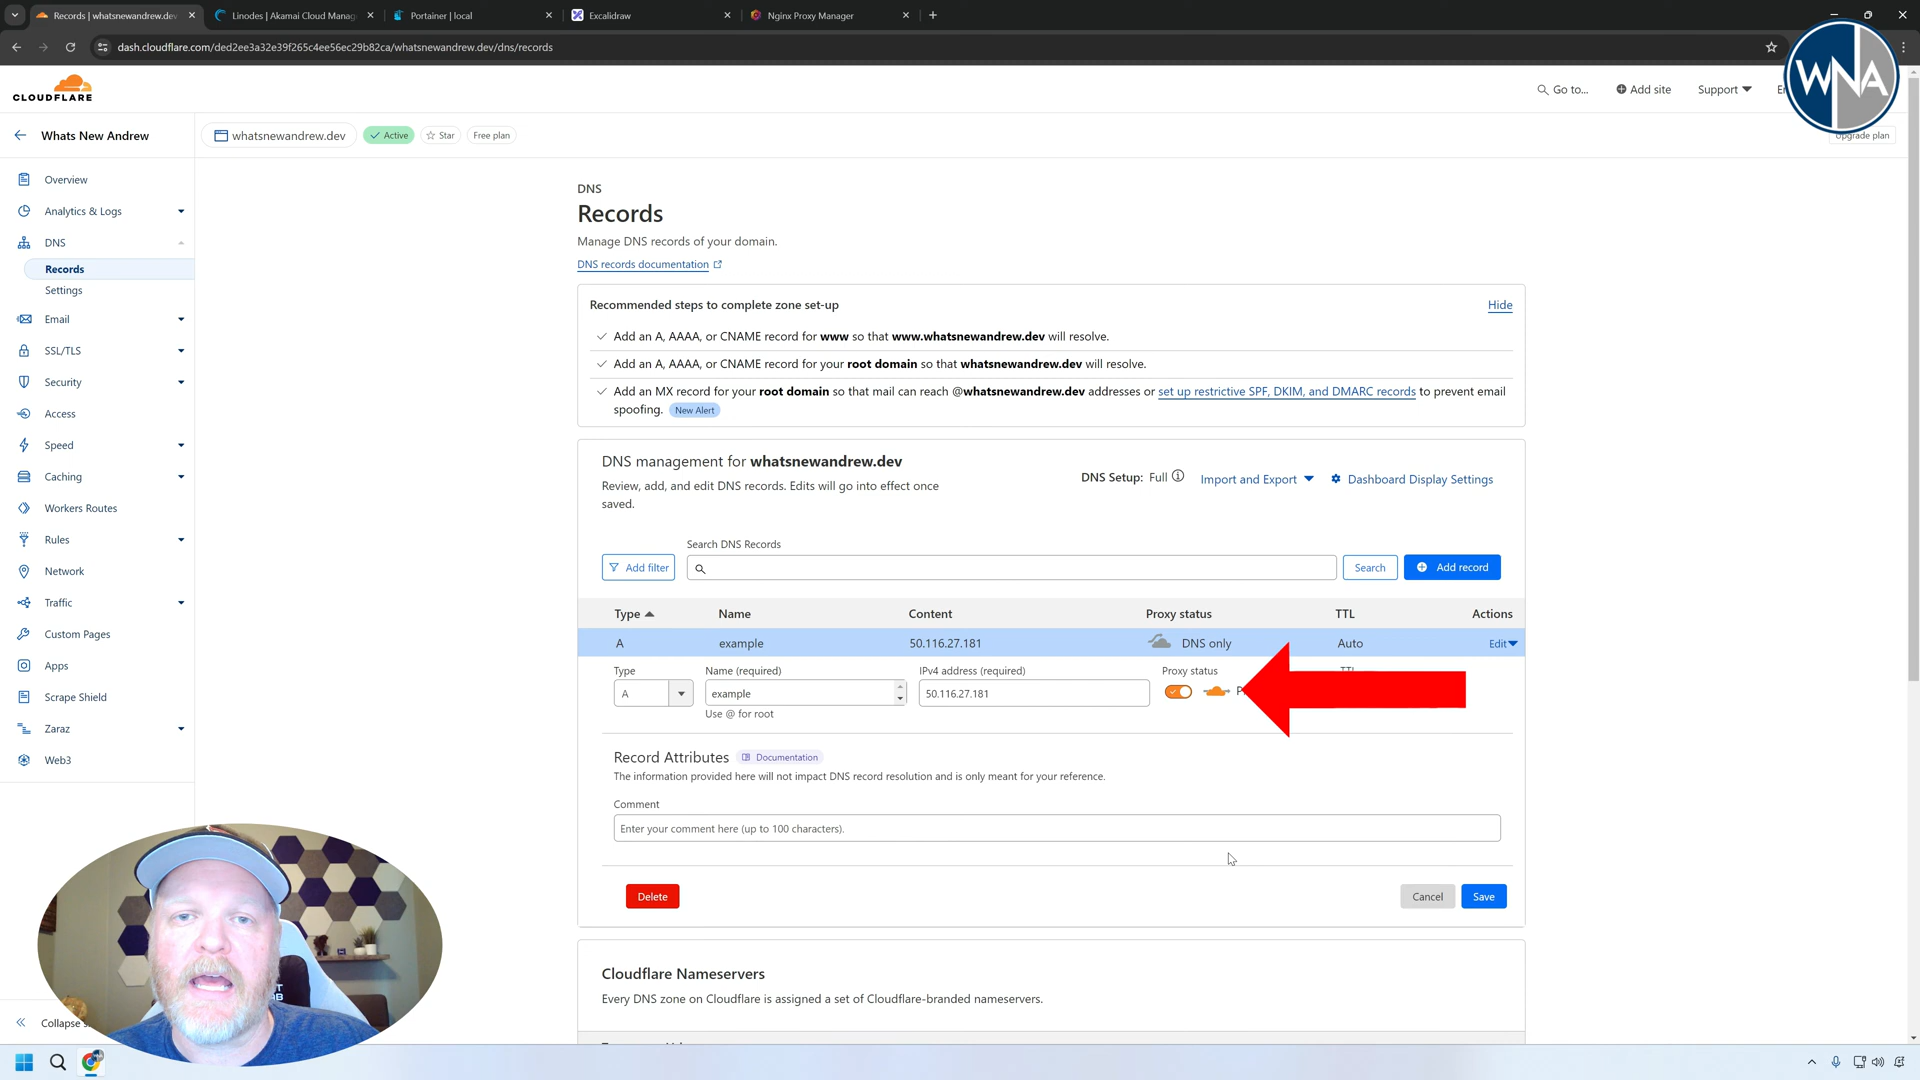 Records | whatsnewandrew.dev
Linodes | Akamai Cloud Mana
Portainer | local
Excalidraw
Nginx Proxy Manager
dash.cloudflare.com/ded2ee3a32e39f265c4ee56ec29b82ca/whatsnewandrew.dev/dns/records
WNA
CLOUDFLARE
Go to...
Add site
Support
Whats New Andrew
whatsnewandrew.dev
Active
Star
Free plan
Upgrade plan
Overview
Analytics & Logs
DNS
Records
Settings
Email
SSL/TLS
Security
Access
Speed
Caching
Workers Routes
Rules
Network
Traffic
Custom Pages
Apps
Scrape Shield
Zaraz
Web3
Collapse
DNS
Records
Manage DNS records of your domain.
DNS records documentation
Recommended steps to complete zone set-up
Hide
Add an A, AAAA, or CNAME record for www so that www.whatsnewandrew.dev will resolve.
Add an A, AAAA, or CNAME record for your root domain so that whatsnewandrew.dev will resolve.
Add an MX record for your root domain so that mail can reach @whatsnewandrew.dev addresses or set up restrictive SPF, DKIM, and DMARC records to prevent email
spoofing. New Alert
DNS management for whatsnewandrew.dev
Review, add, and edit DNS records. Edits will go into effect once
saved.
DNS Setup: Full
Import and Export
Dashboard Display Settings
Search DNS Records
Add filter
Search
Add record
Type Name Content Proxy status TTL Actions
A example 50.116.27.181 DNS only Auto Edit
Type Name (required) IPv4 address (required) Proxy status TTL
A example 50.116.27.181
Use @ for root
Record Attributes Documentation
The information provided here will not impact DNS record resolution and is only meant for your reference.
Comment
Enter your comment here (up to 100 characters).
Delete
Cancel
Save
Cloudflare Nameservers
Every DNS zone on Cloudflare is assigned a set of Cloudflare-branded nameservers.